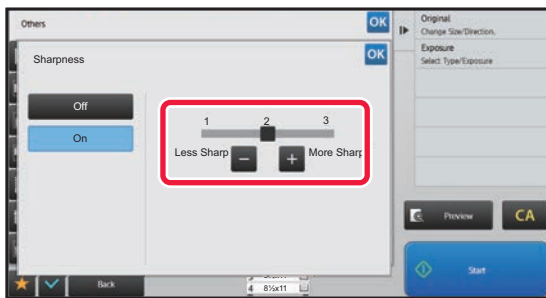 Others
OK
Original
Change Size/Direction.
Sharpness
OK
Exposure
Select Type/Exposure
Off
On
1 2 3
Less Sharp − + More Sharp
Preview
CA
Back
4 8½x11
Start